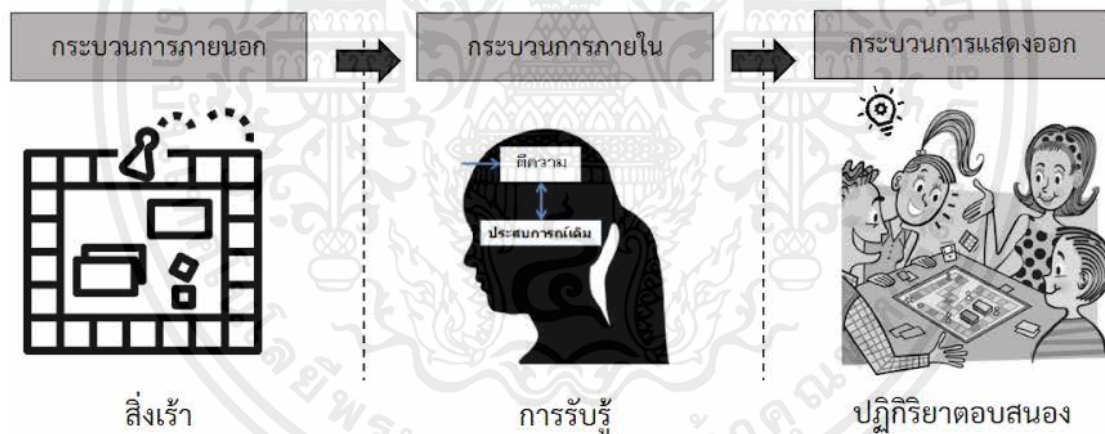 กระบวนการภายนอก
กระบวนการภายใน
กระบวนการแสดงออก
ตีความ
ประสบการณ์เดิม
สิ่งเร้า
การรับรู้
ปฏิกิริยาตอบสนอง